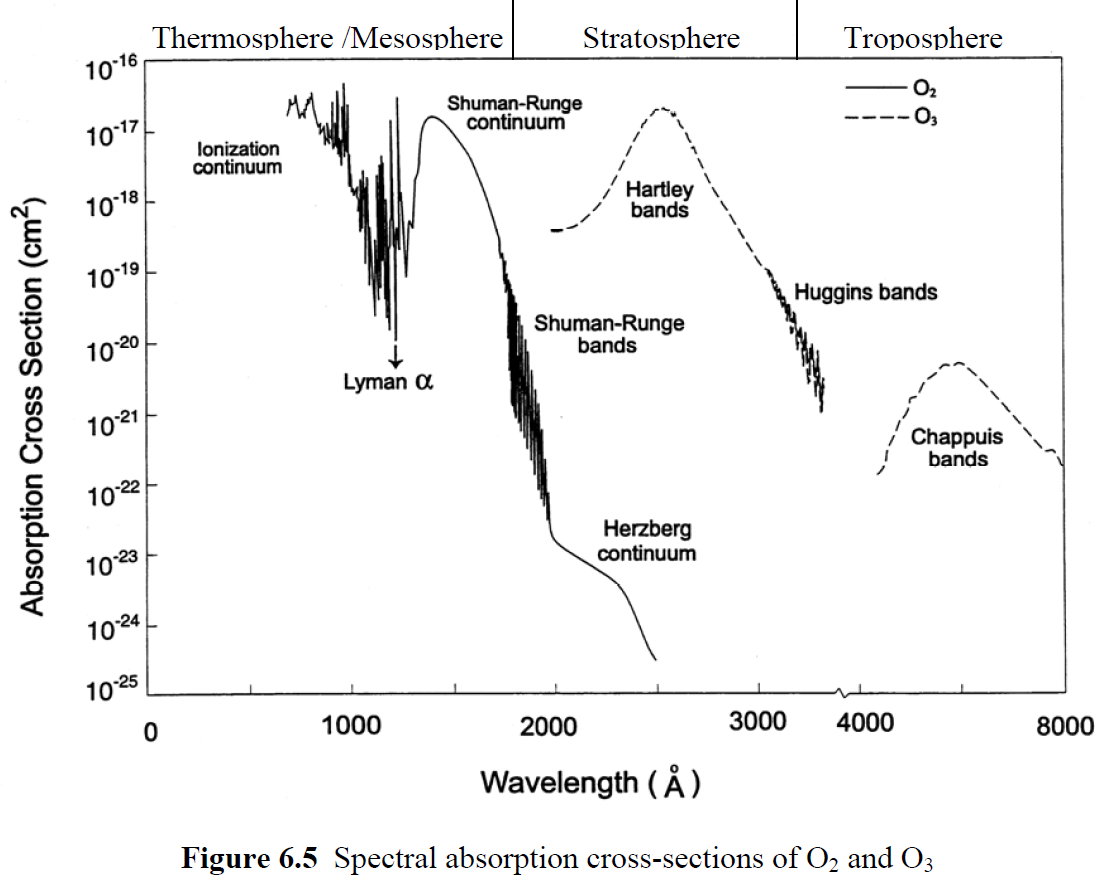 Thermosphere /Mesosphere
Stratosphere
Troposphere
10-16
10-17
10-18
10-19
10-20
10-21
10-22
10-23
10-24
10-25
Absorption Cross Section (cm2)
O2
O3
Shuman-Runge
continuum
Ionization
continuum
Hartley
bands
Huggins bands
Shuman-Runge
bands
Lyman α
Chappuis
bands
Herzberg
continuum
0
1000
2000
3000
4000
8000
Wavelength (Å)
Figure 6.5 Spectral absorption cross-sections of O2 and O3